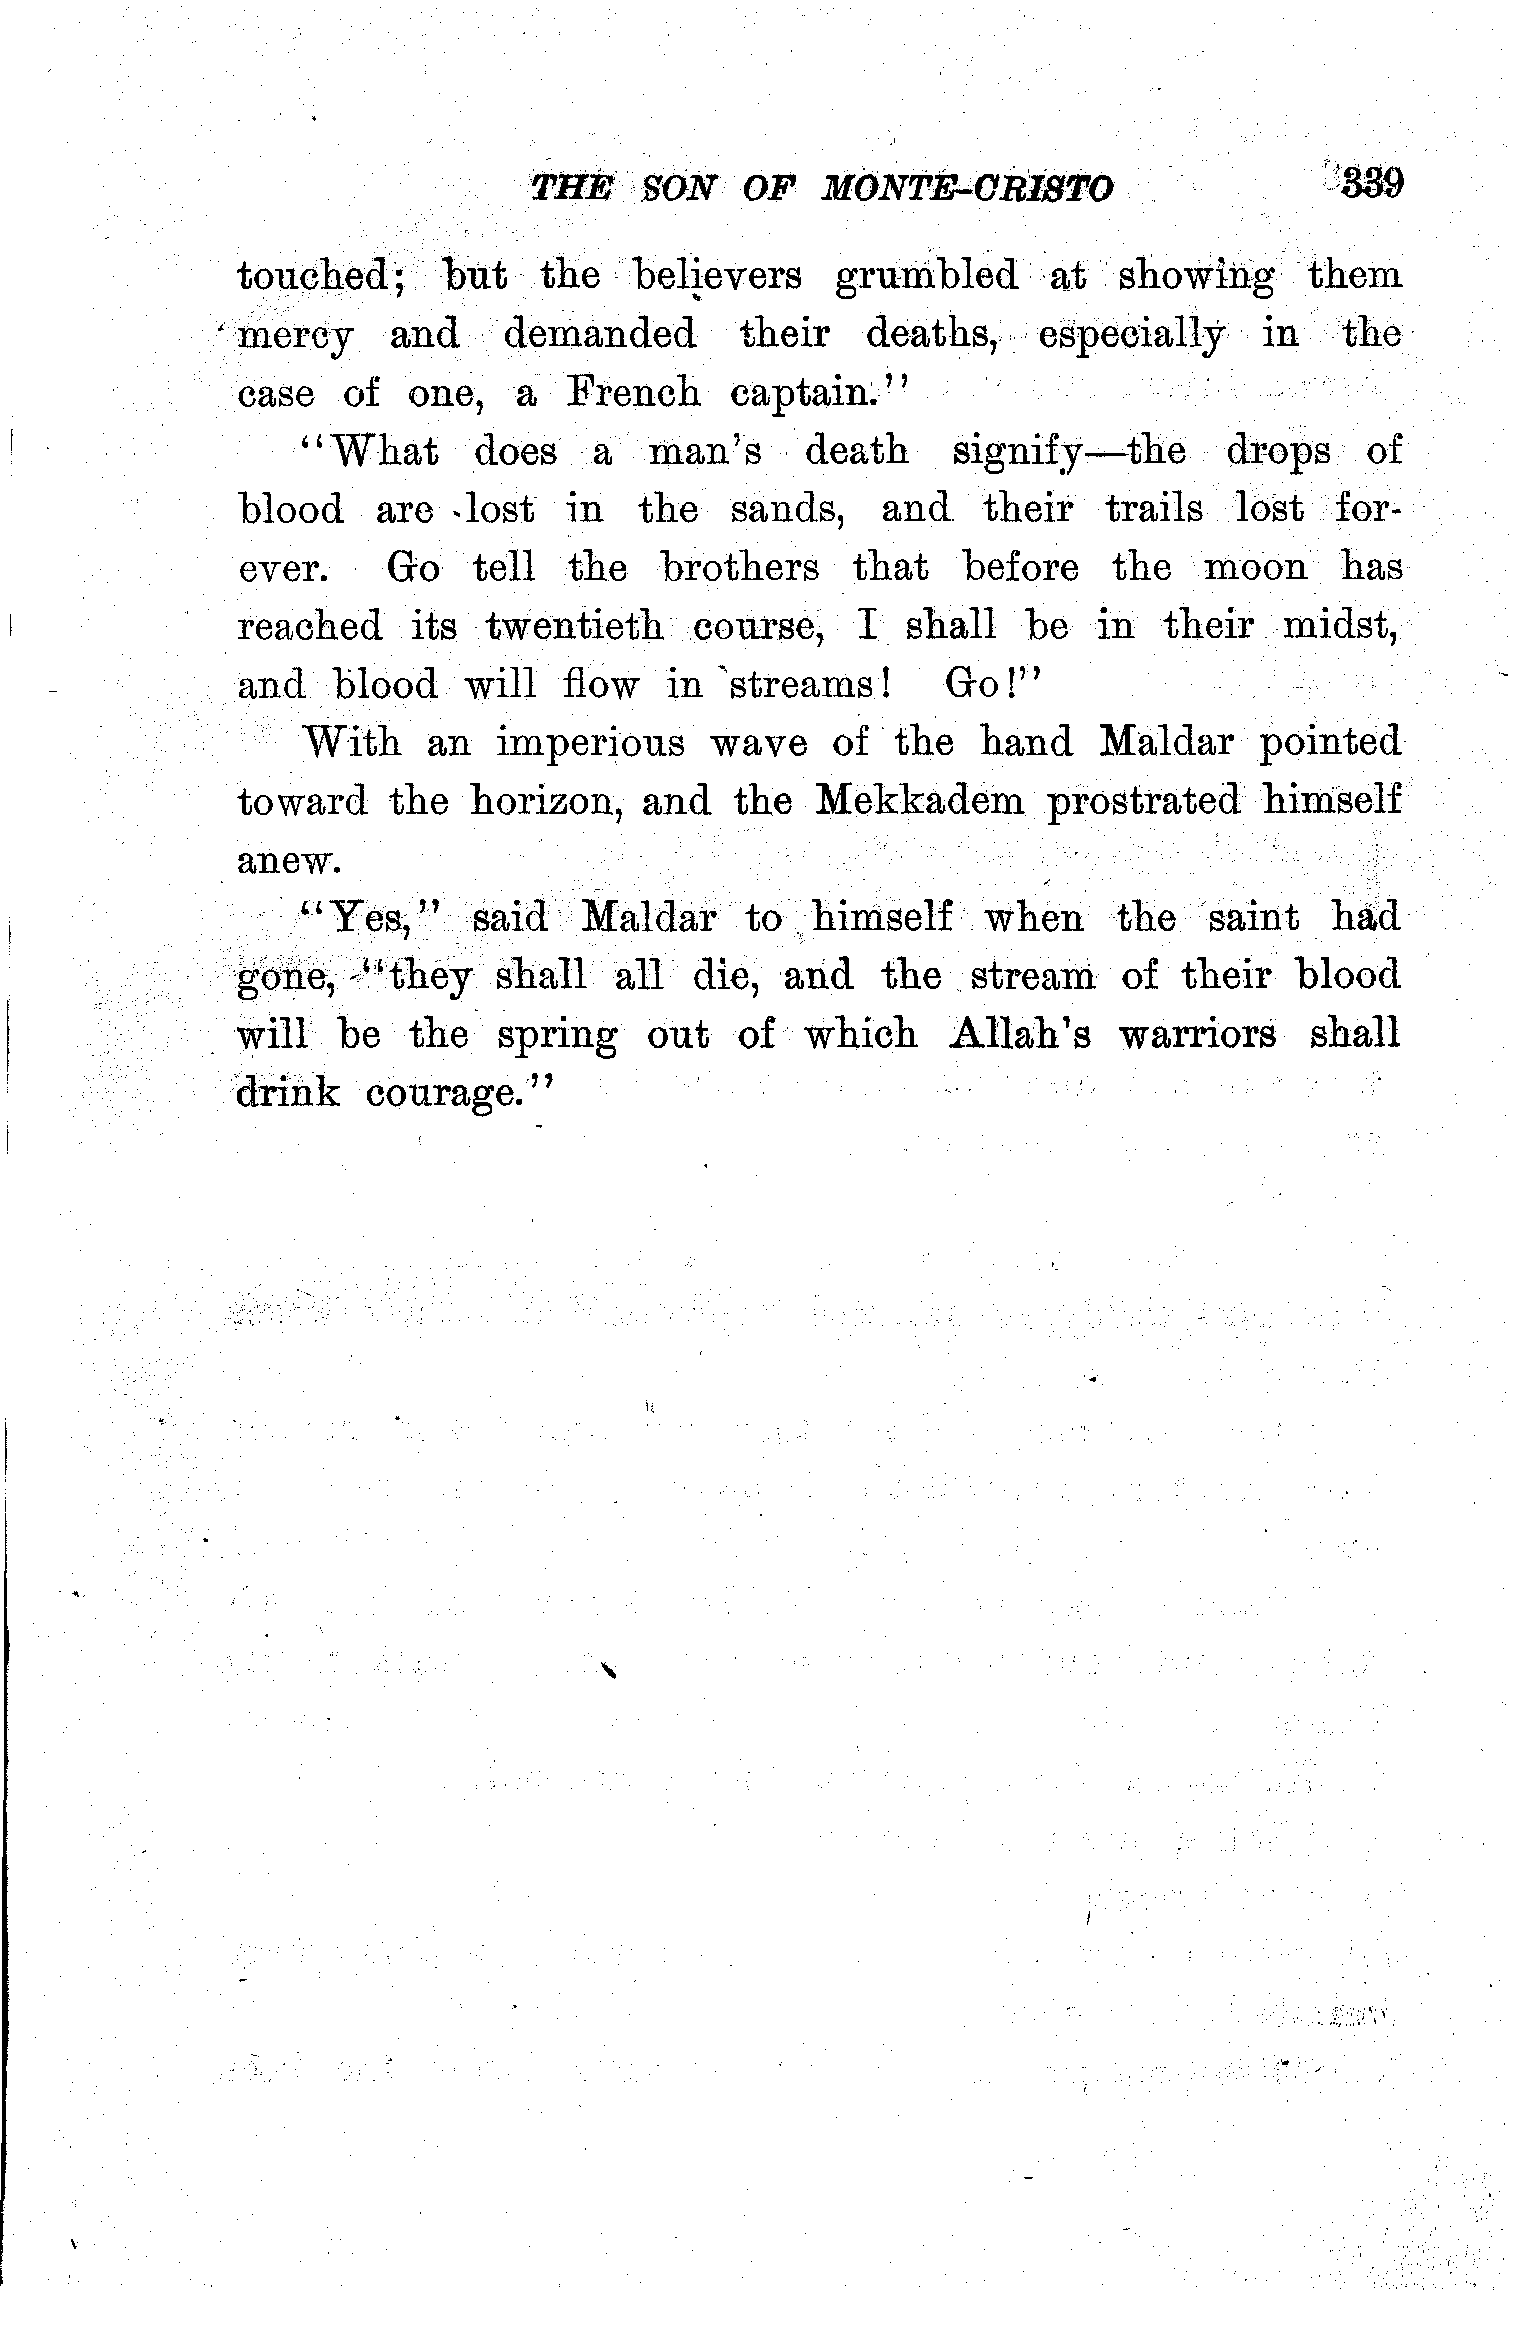 THE SON OF MONTE-CRISTO 339
touched; but the believers grumbled at showing them
mercy and demanded their deaths, especially in the
case of one, a French captain."
"What does a man's death signify—the drops of
blood are lost in the sands, and their trails lost for-
ever. Go tell the brothers that before the moon has
reached its twentieth course, I shall be in their midst,
and blood will flow in streams! Go!"
With an imperious wave of the hand Maldar pointed
toward the horizon, and the Mekkadem prostrated himself
anew.
"Yes," said Maldar to himself when the saint had
gone, "they shall all die, and the stream of their blood
will be the spring out of which Allah's warriors shall
drink courage."